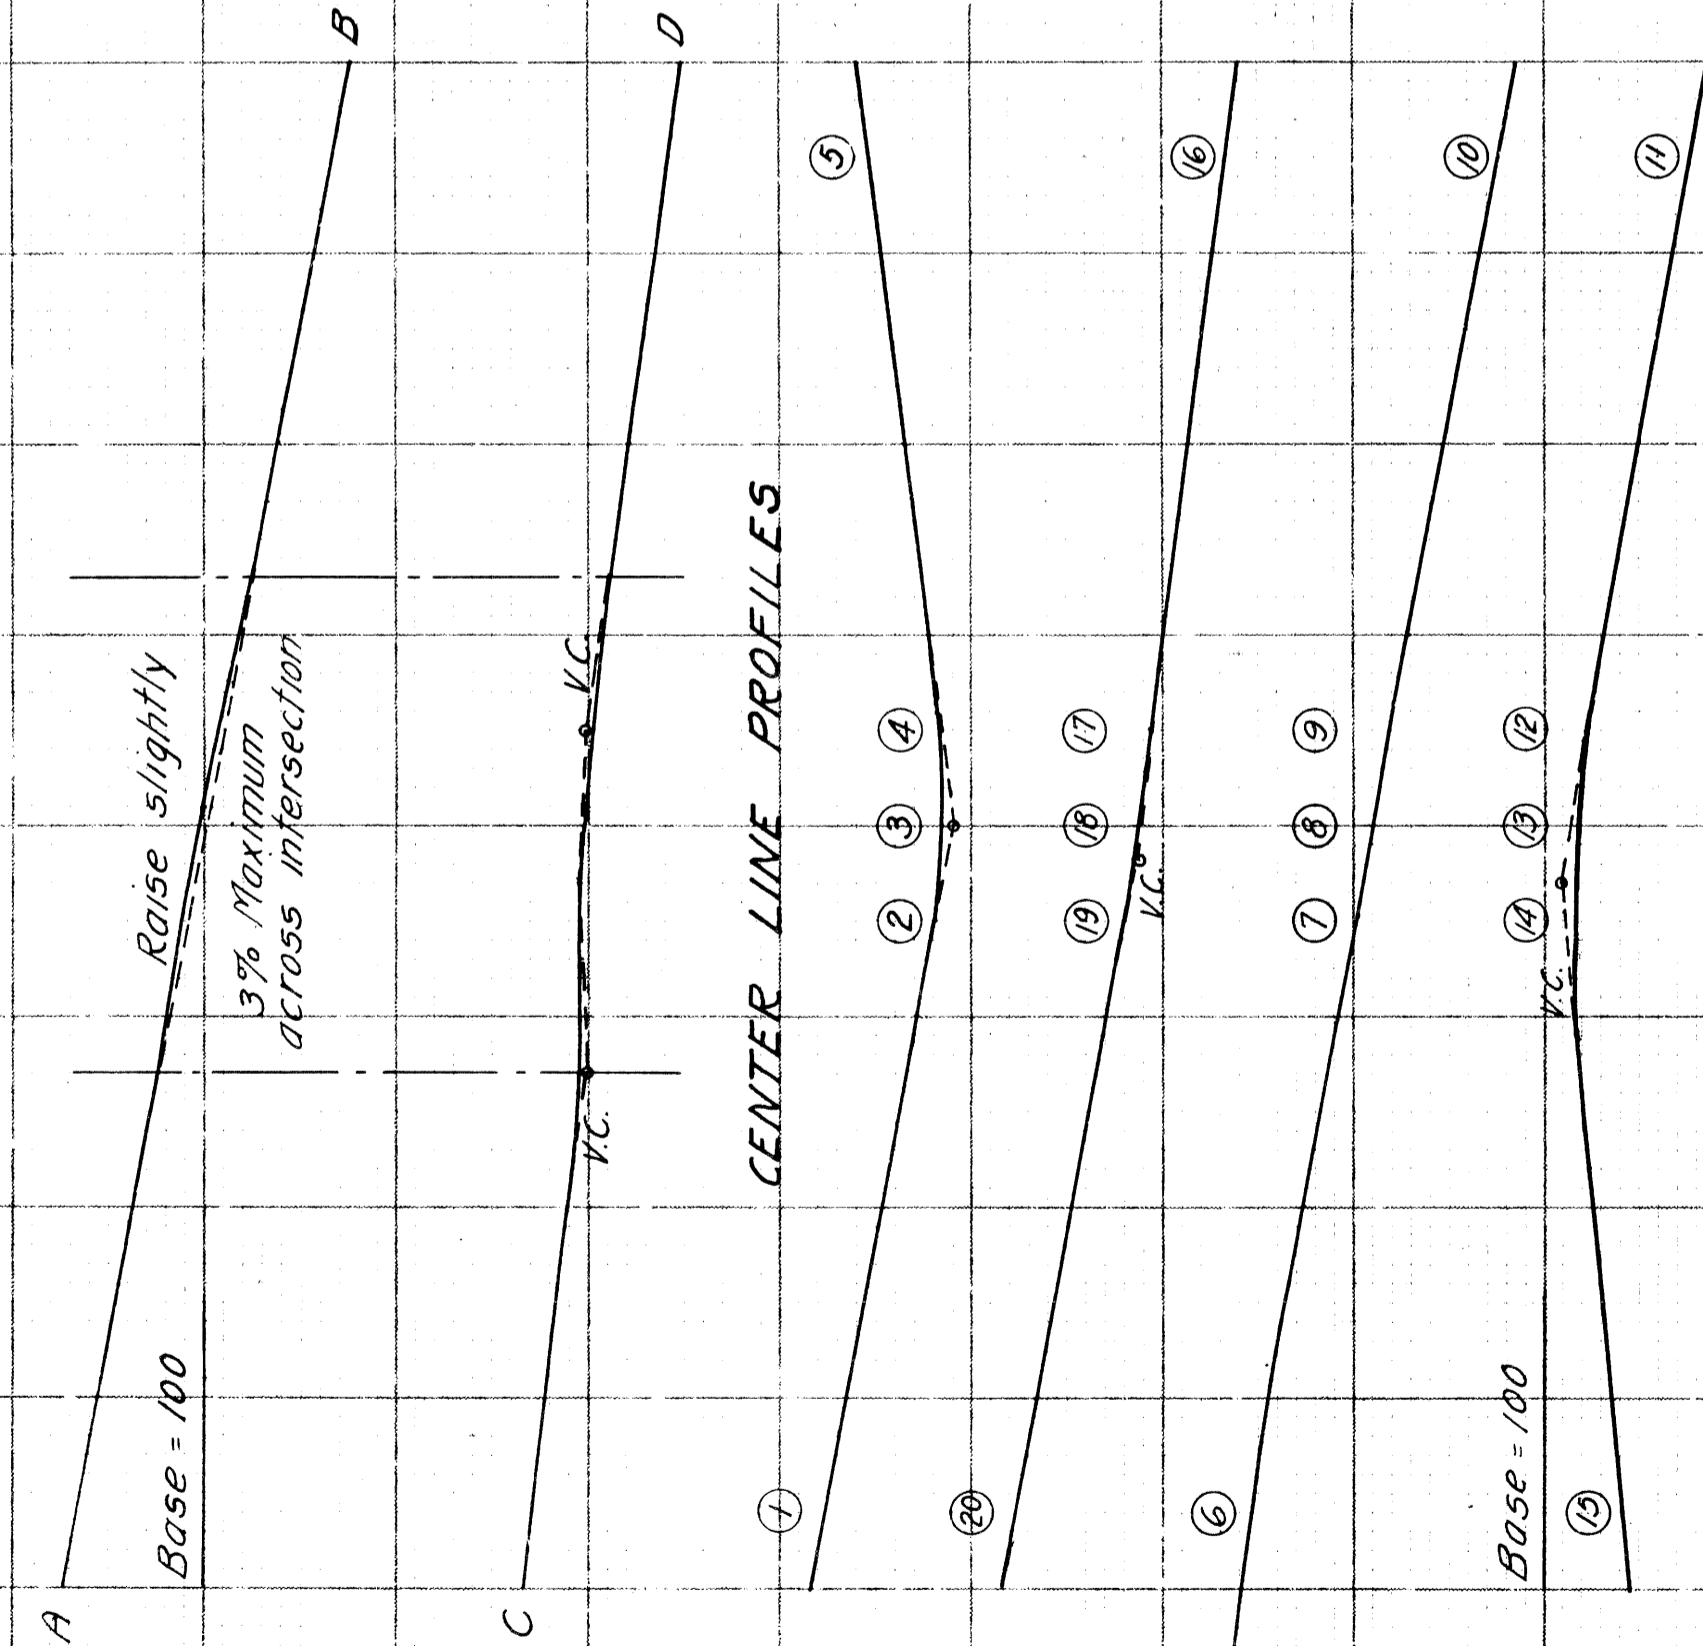 A
B
Raise slightly
Base = 100
3% Maximum
across intersection
C
D
V.C.
V.C.
CENTER LINE PROFILES
1
2
3
4
5
20
19
18
17
16
V.C.
6
7
8
9
10
Base = 100
15
14
13
12
11
V.C.